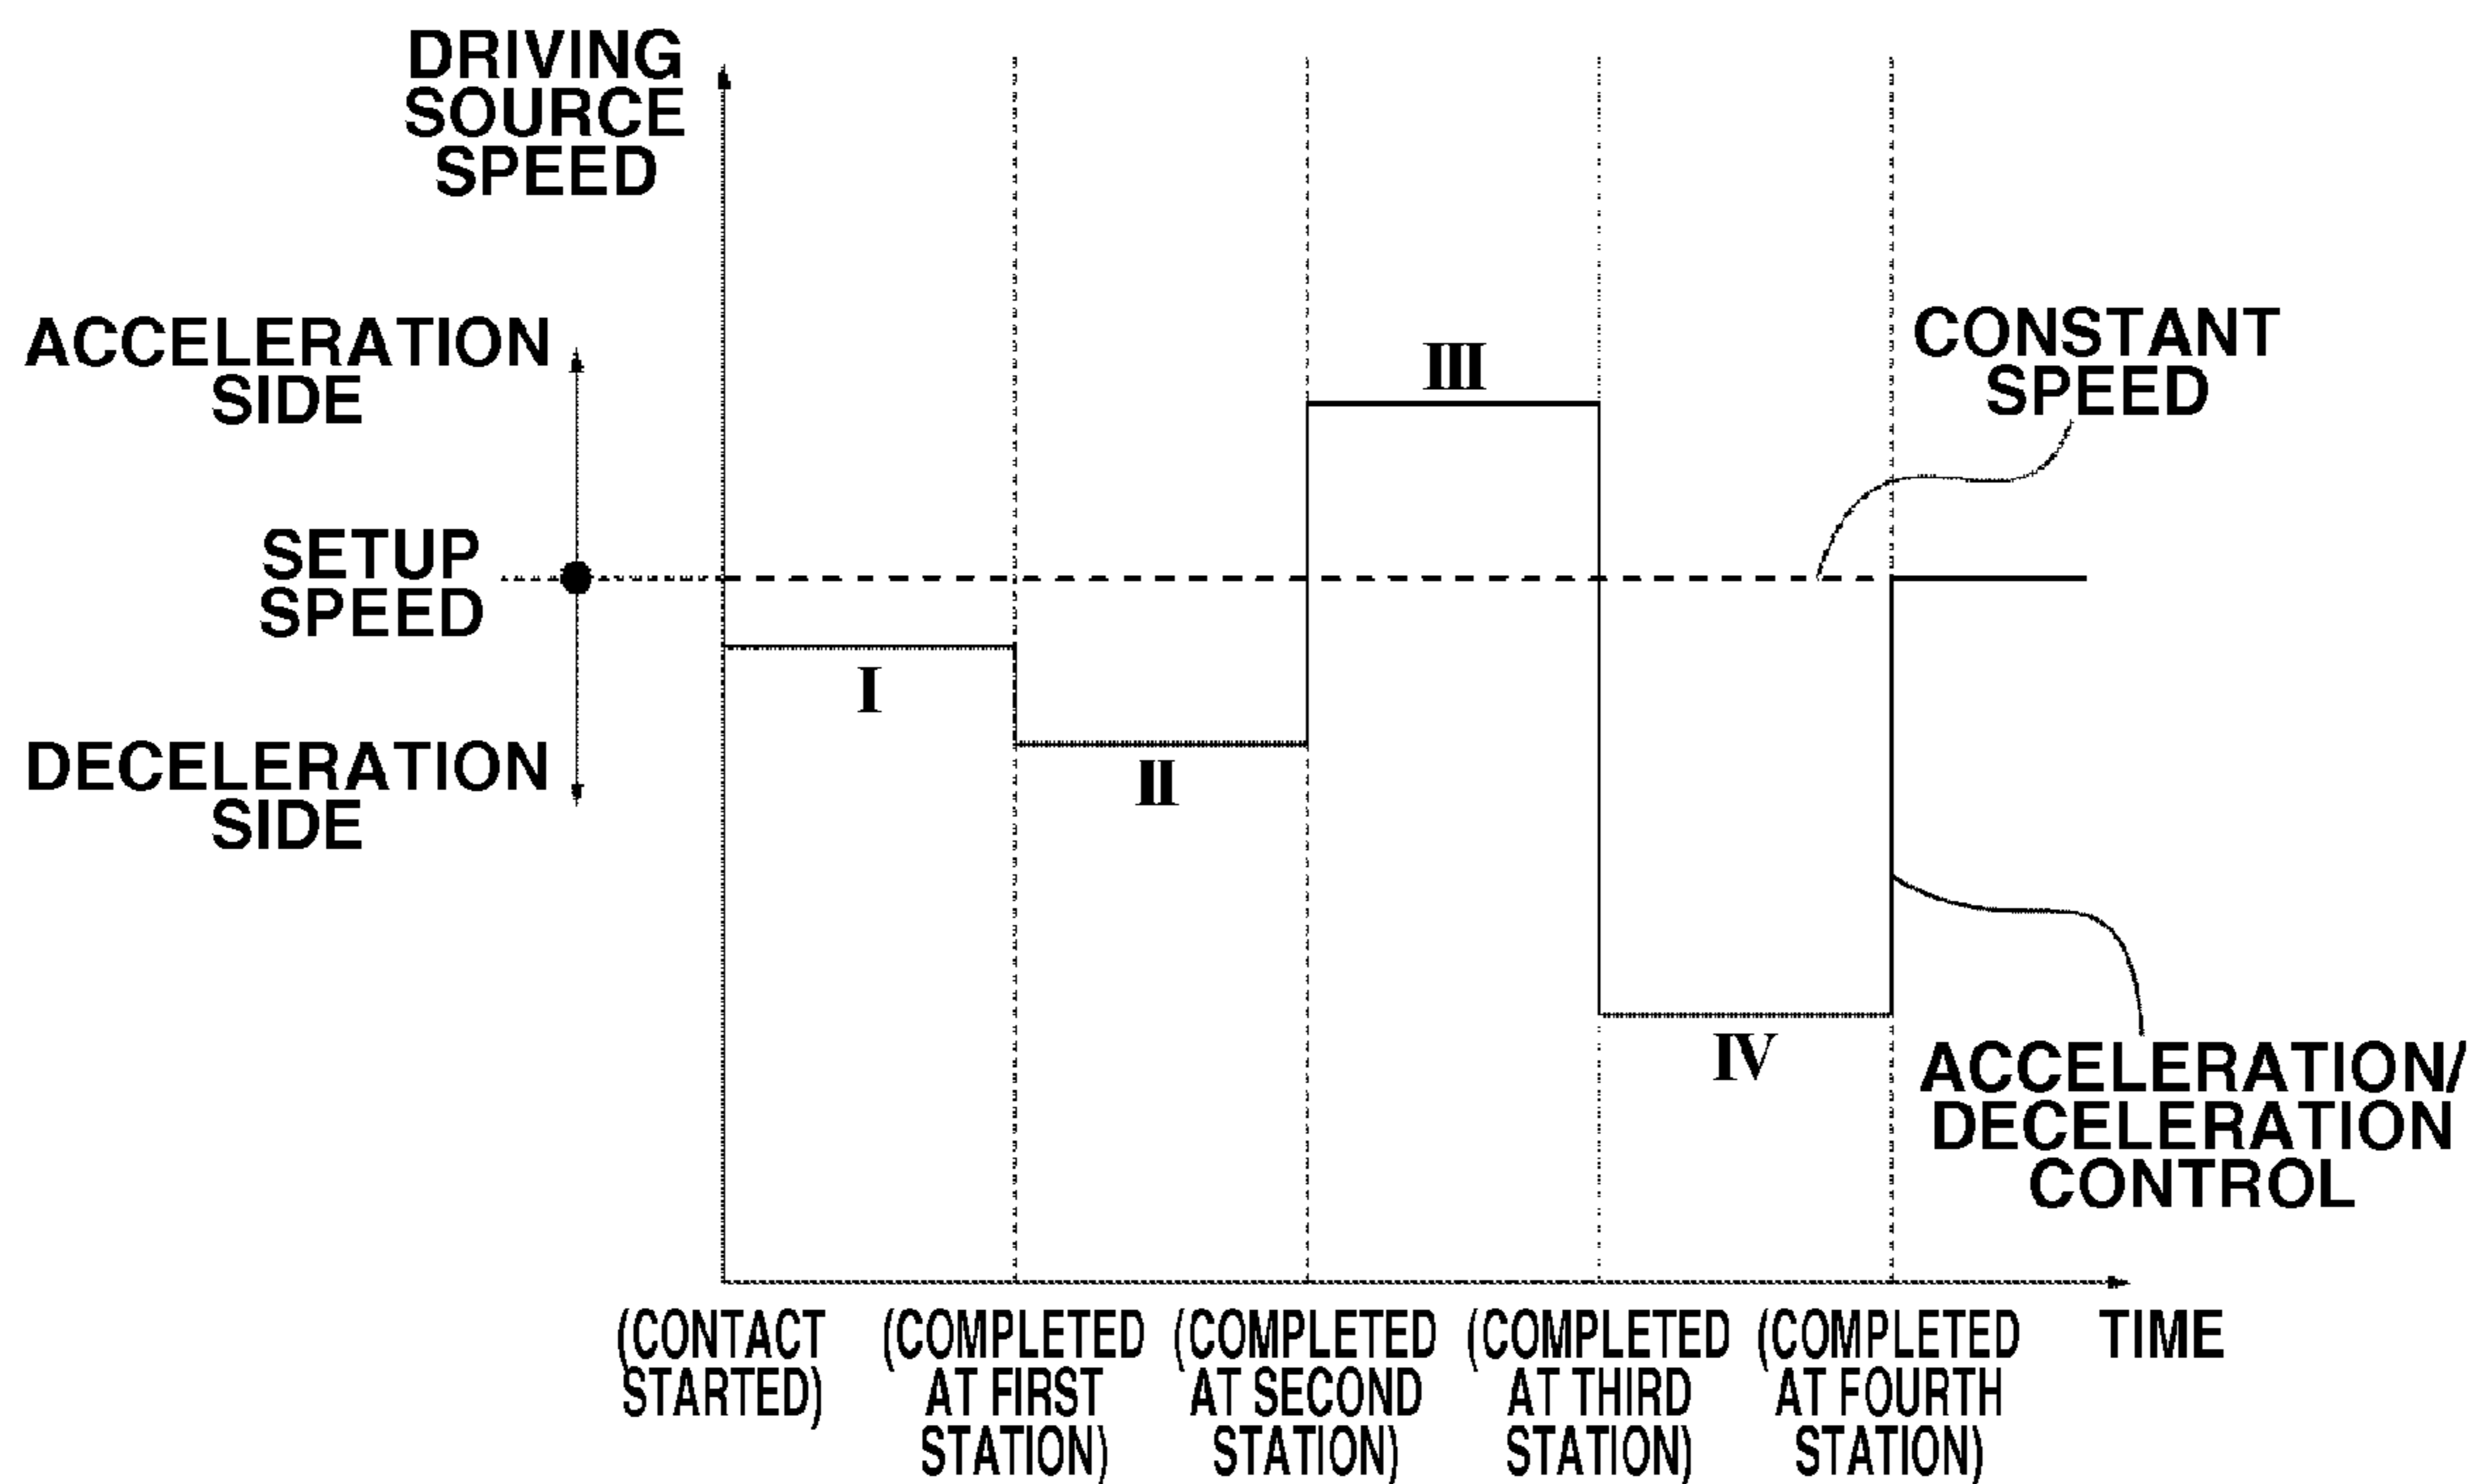 DRIVING
SOURCE
SPEED
ACCELERATION
SIDE
SETUP
SPEED
DECELERATION
SIDE
I
II
III
IV
CONSTANT
SPEED
ACCELERATION/
DECELERATION
CONTROL
(CONTACT
STARTED)
(COMPLETED
AT FIRST
STATION)
(COMPLETED
AT SECOND
STATION)
(COMPLETED
AT THIRD
STATION)
(COMPLETED
AT FOURTH
STATION)
TIME